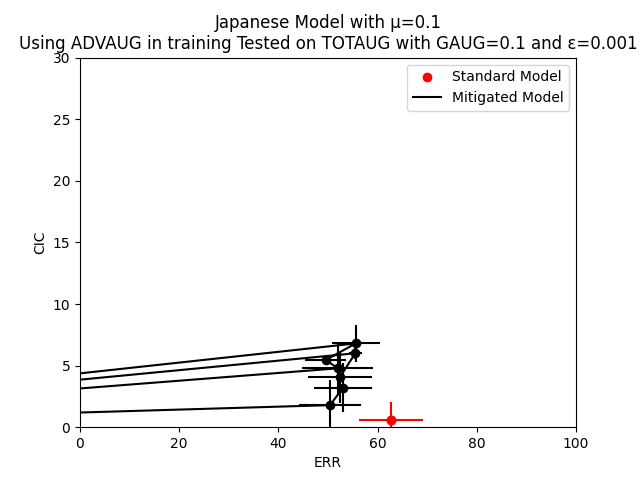 Japanese Model with μ=0.1
Using ADVAUG in training Tested on TOTAUG with GAUG=0.1 and ε=0.001
Standard Model
Mitigated Model
30
25
20
15
10
5
0
CIC
0 20 40 60 80 100
ERR